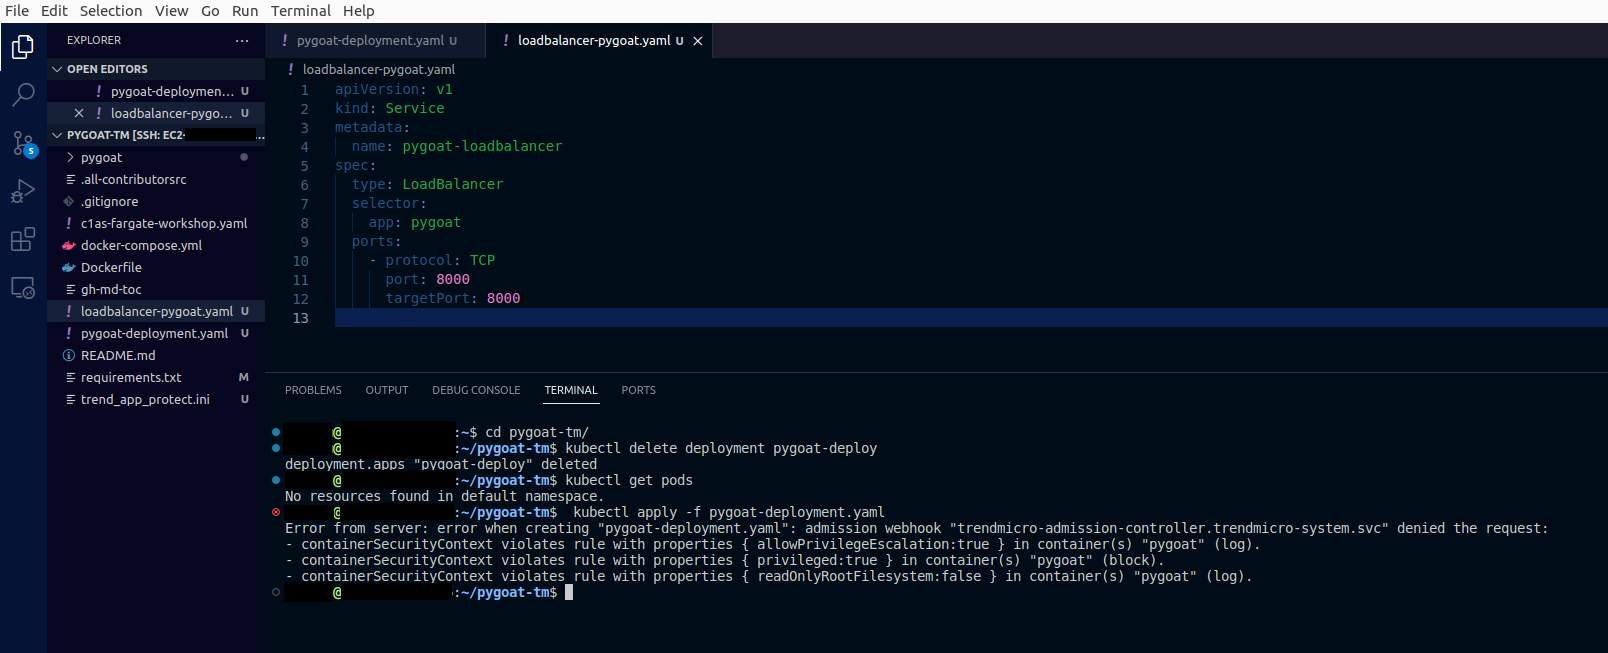 File Edit Selection View Go Run Terminal Help
EXPLORER ...
OPEN EDITORS
! pygoat-deploymen... U
! loadbalancer-pygo... U
PYGOAT-TM [SSH: EC2- ...
5
pygoat
.all-contributorsrc
.gitignore
! c1as-fargate-workshop.yaml
docker-compose.yml
Dockerfile
gh-md-toc
! loadbalancer-pygoat.yaml U
! pygoat-deployment.yaml U
README.md
requirements.txt M
trend_app_protect.ini U
! pygoat-deployment.yaml U
! loadbalancer-pygoat.yaml U
! loadbalancer-pygoat.yaml
1 apiVersion: v1
2 kind: Service
3 metadata:
4 name: pygoat-loadbalancer
5 spec:
6 type: LoadBalancer
7 selector:
8 app: pygoat
9 ports:
10 - protocol: TCP
11 port: 8000
12 targetPort: 8000
13
PROBLEMS OUTPUT DEBUG CONSOLE TERMINAL PORTS
@ :~$ cd pygoat-tm/
@ :~/pygoat-tm$ kubectl delete deployment pygoat-deploy
deployment.apps "pygoat-deploy" deleted
@ :~/pygoat-tm$ kubectl get pods
No resources found in default namespace.
@ :~/pygoat-tm$ kubectl apply -f pygoat-deployment.yaml
Error from server: error when creating "pygoat-deployment.yaml": admission webhook "trendmicro-admission-controller.trendmicro-system.svc" denied the request:
- containerSecurityContext violates rule with properties { allowPrivilegeEscalation:true } in container(s) "pygoat" (log).
- containerSecurityContext violates rule with properties { privileged:true } in container(s) "pygoat" (block).
- containerSecurityContext violates rule with properties { readOnlyRootFilesystem:false } in container(s) "pygoat" (log).
@ :~/pygoat-tm$